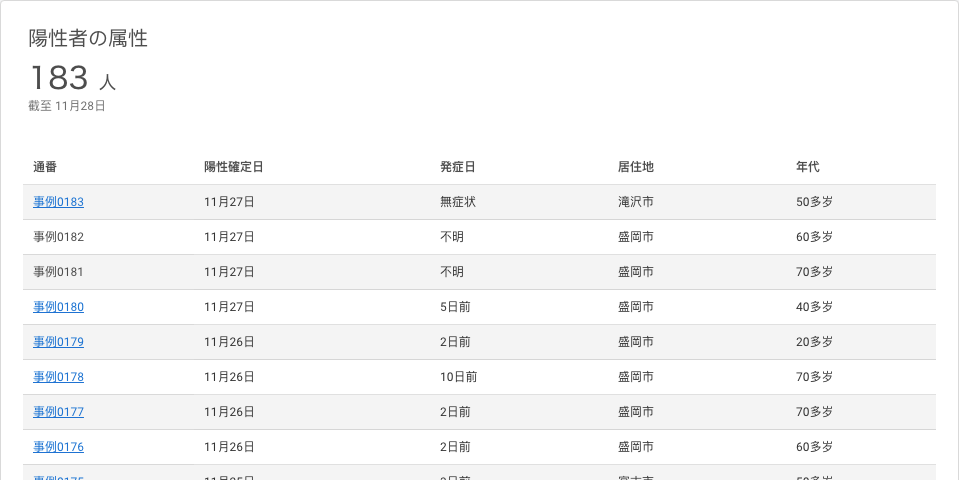 陽性者の属性
183 人
截至 11月28日
通番 陽性確定日 発症日 居住地 年代
事例0183 11月27日 無症状 滝沢市 50多岁
事例0182 11月27日 不明 盛岡市 60多岁
事例0181 11月27日 不明 盛岡市 70多岁
事例0180 11月27日 5日前 盛岡市 40多岁
事例0179 11月26日 2日前 盛岡市 20多岁
事例0178 11月26日 10日前 盛岡市 70多岁
事例0177 11月26日 2日前 盛岡市 70多岁
事例0176 11月26日 2日前 盛岡市 60多岁